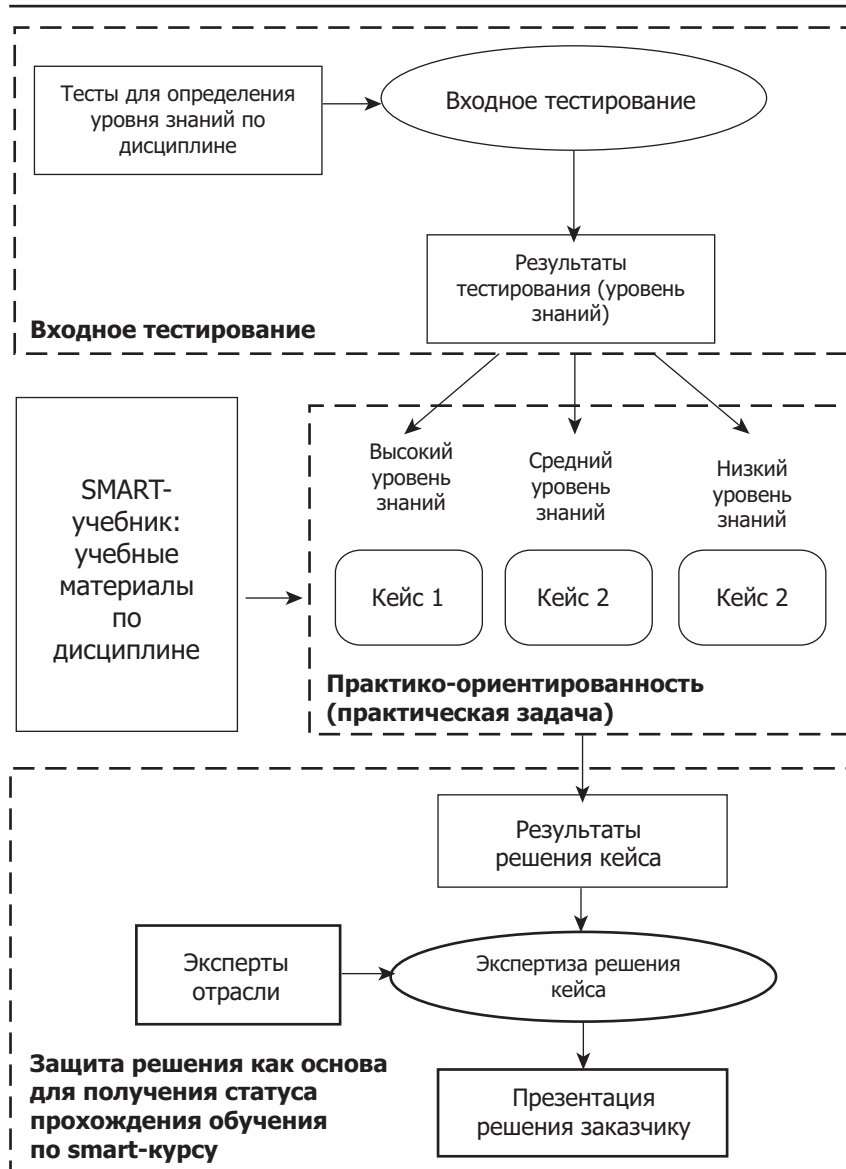 Тесты для определения
уровня знаний по
дисциплине
Входное тестирование
Результаты
тестирования (уровень
знаний)
Входное тестирование
SMART-
учебник:
учебные
материалы
по
дисциплине
Высокий
уровень
знаний
Средний
уровень
знаний
Низкий
уровень
знаний
Кейс 1
Кейс 2
Кейс 2
Практико-ориентированность
(практическая задача)
Результаты
решения кейса
Эксперты
отрасли
Экспертиза решения
кейса
Защита решения как основа
для получения статуса
прохождения обучения
по smart-курсу
Презентация
решения заказчику